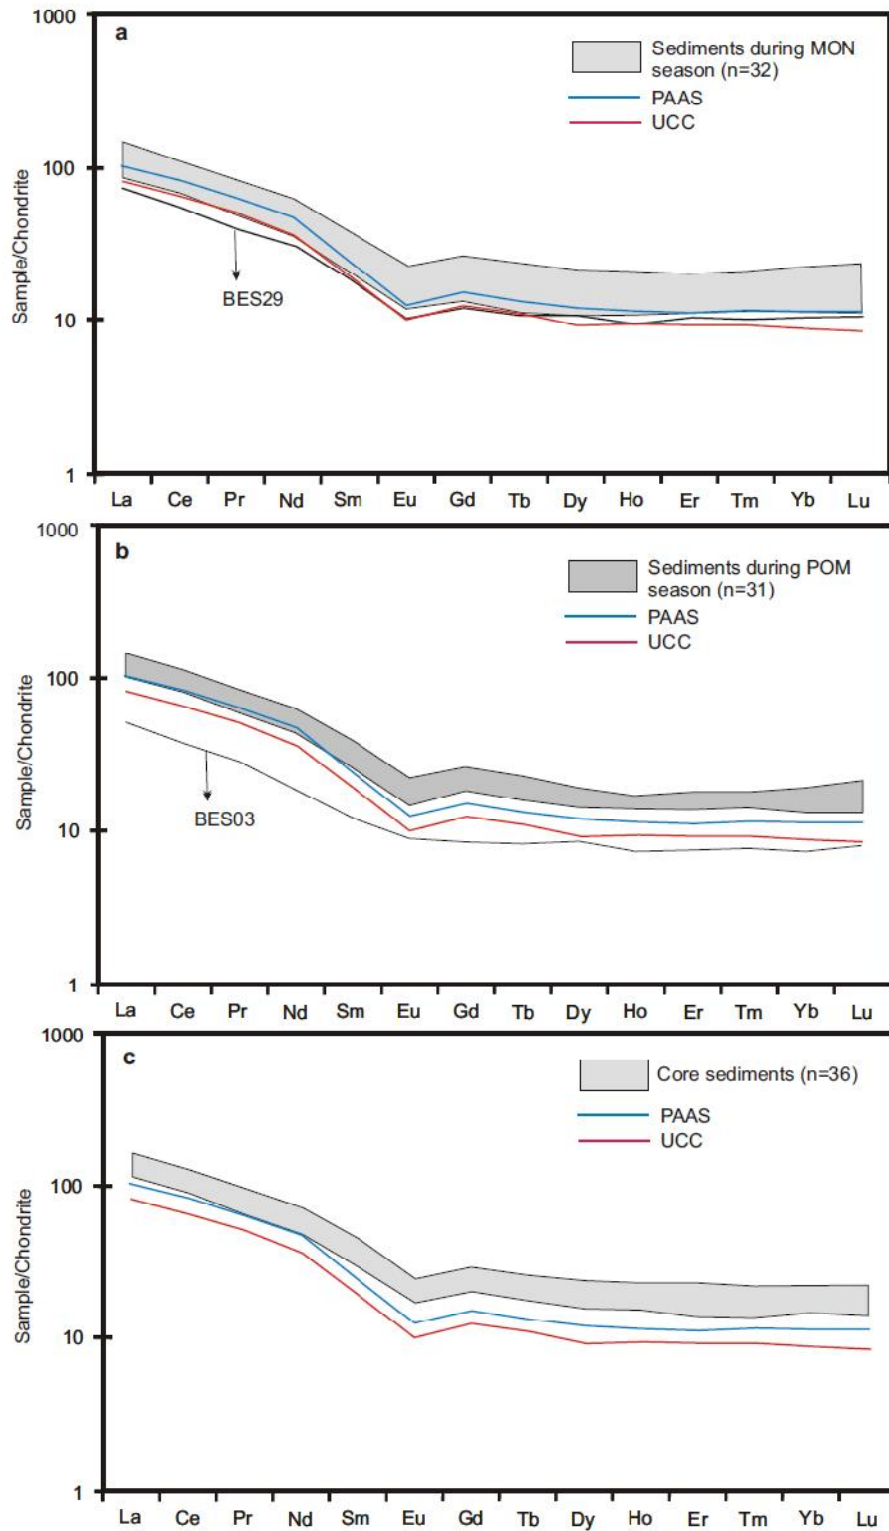 1000
a
Sediments during MON
season (n=32)
PAAS
UCC
100
Sample/Chondrite
BES29
10
1
La Ce Pr Nd Sm Eu Gd Tb Dy Ho Er Tm Yb Lu
1000
b
Sediments during POM
season (n=31)
PAAS
UCC
100
Sample/Chondrite
BES03
10
1
La Ce Pr Nd Sm Eu Gd Tb Dy Ho Er Tm Yb Lu
1000
c
Core sediments (n=36)
PAAS
UCC
100
Sample/Chondrite
10
1
La Ce Pr Nd Sm Eu Gd Tb Dy Ho Er Tm Yb Lu